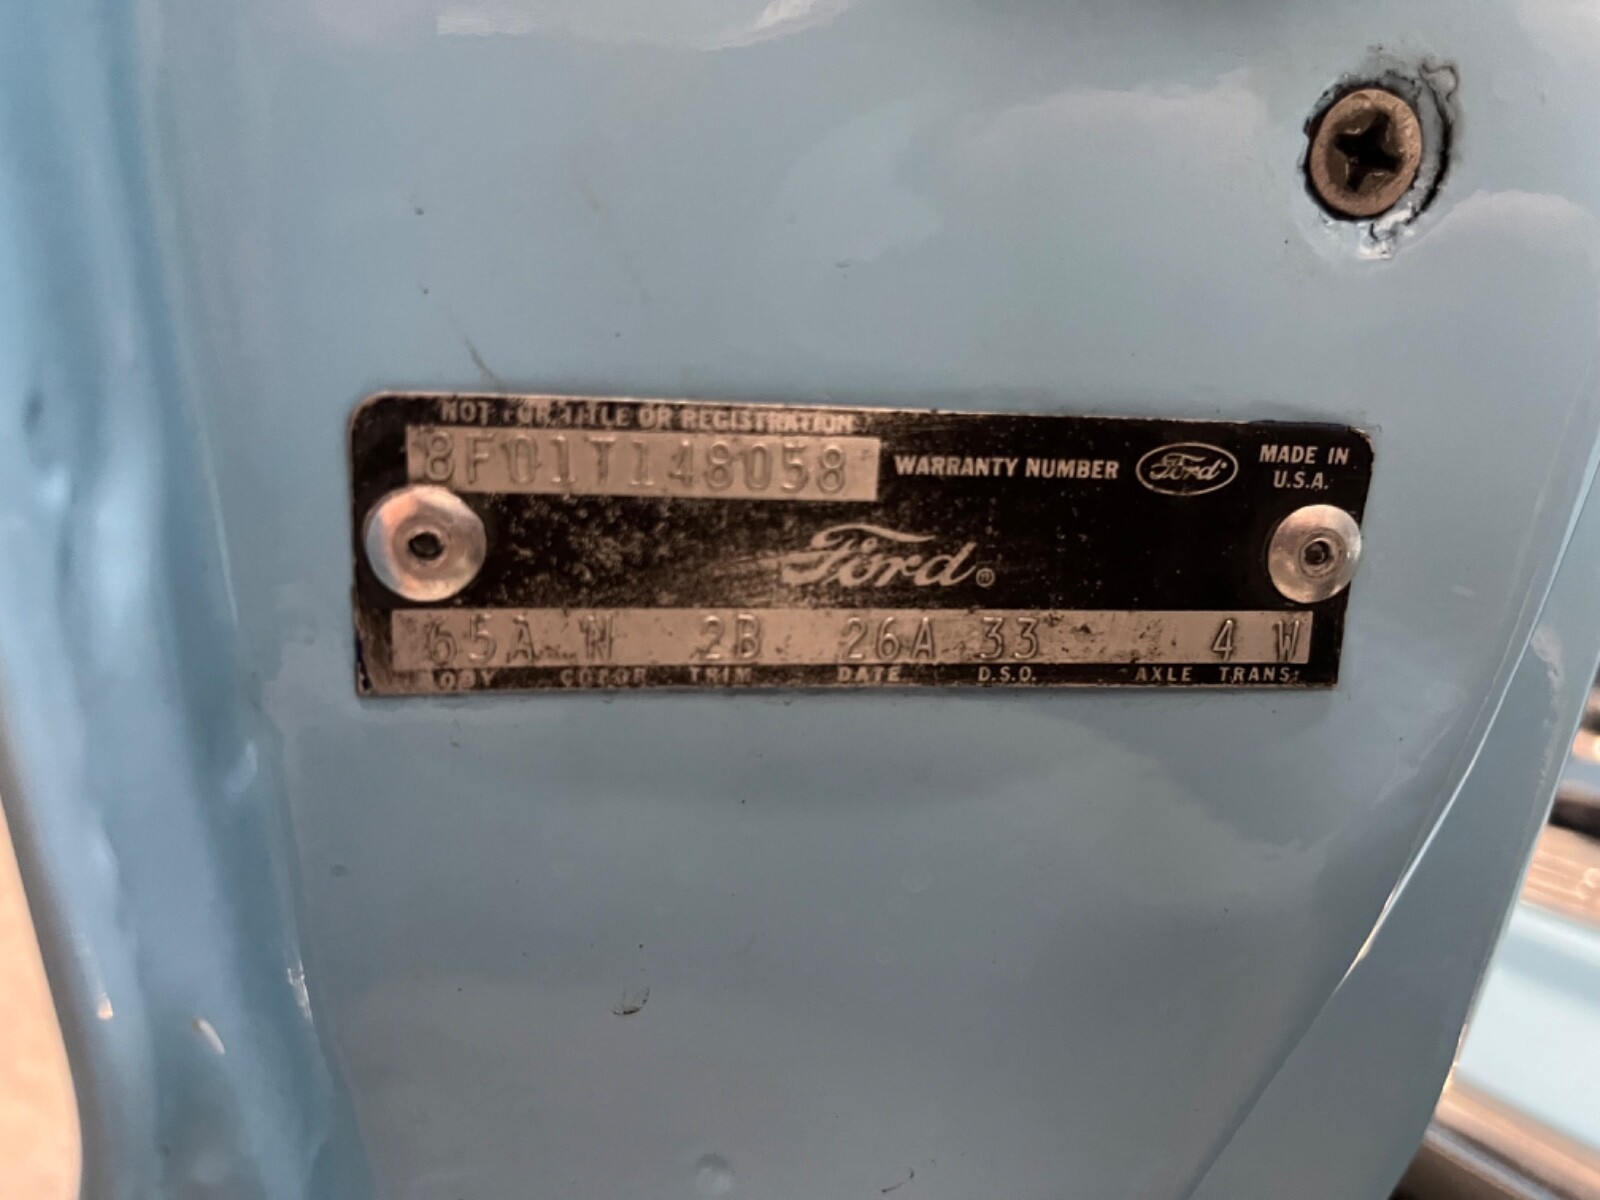 NOT FOR TITLE OR REGISTRATION
8F01T148058
WARRANTY NUMBER
Ford
MADE IN
U.S.A.
Ford®
65A N 2B 26A 33 4 W
BODY COLOR TRIM DATE D.S.O. AXLE TRANS.